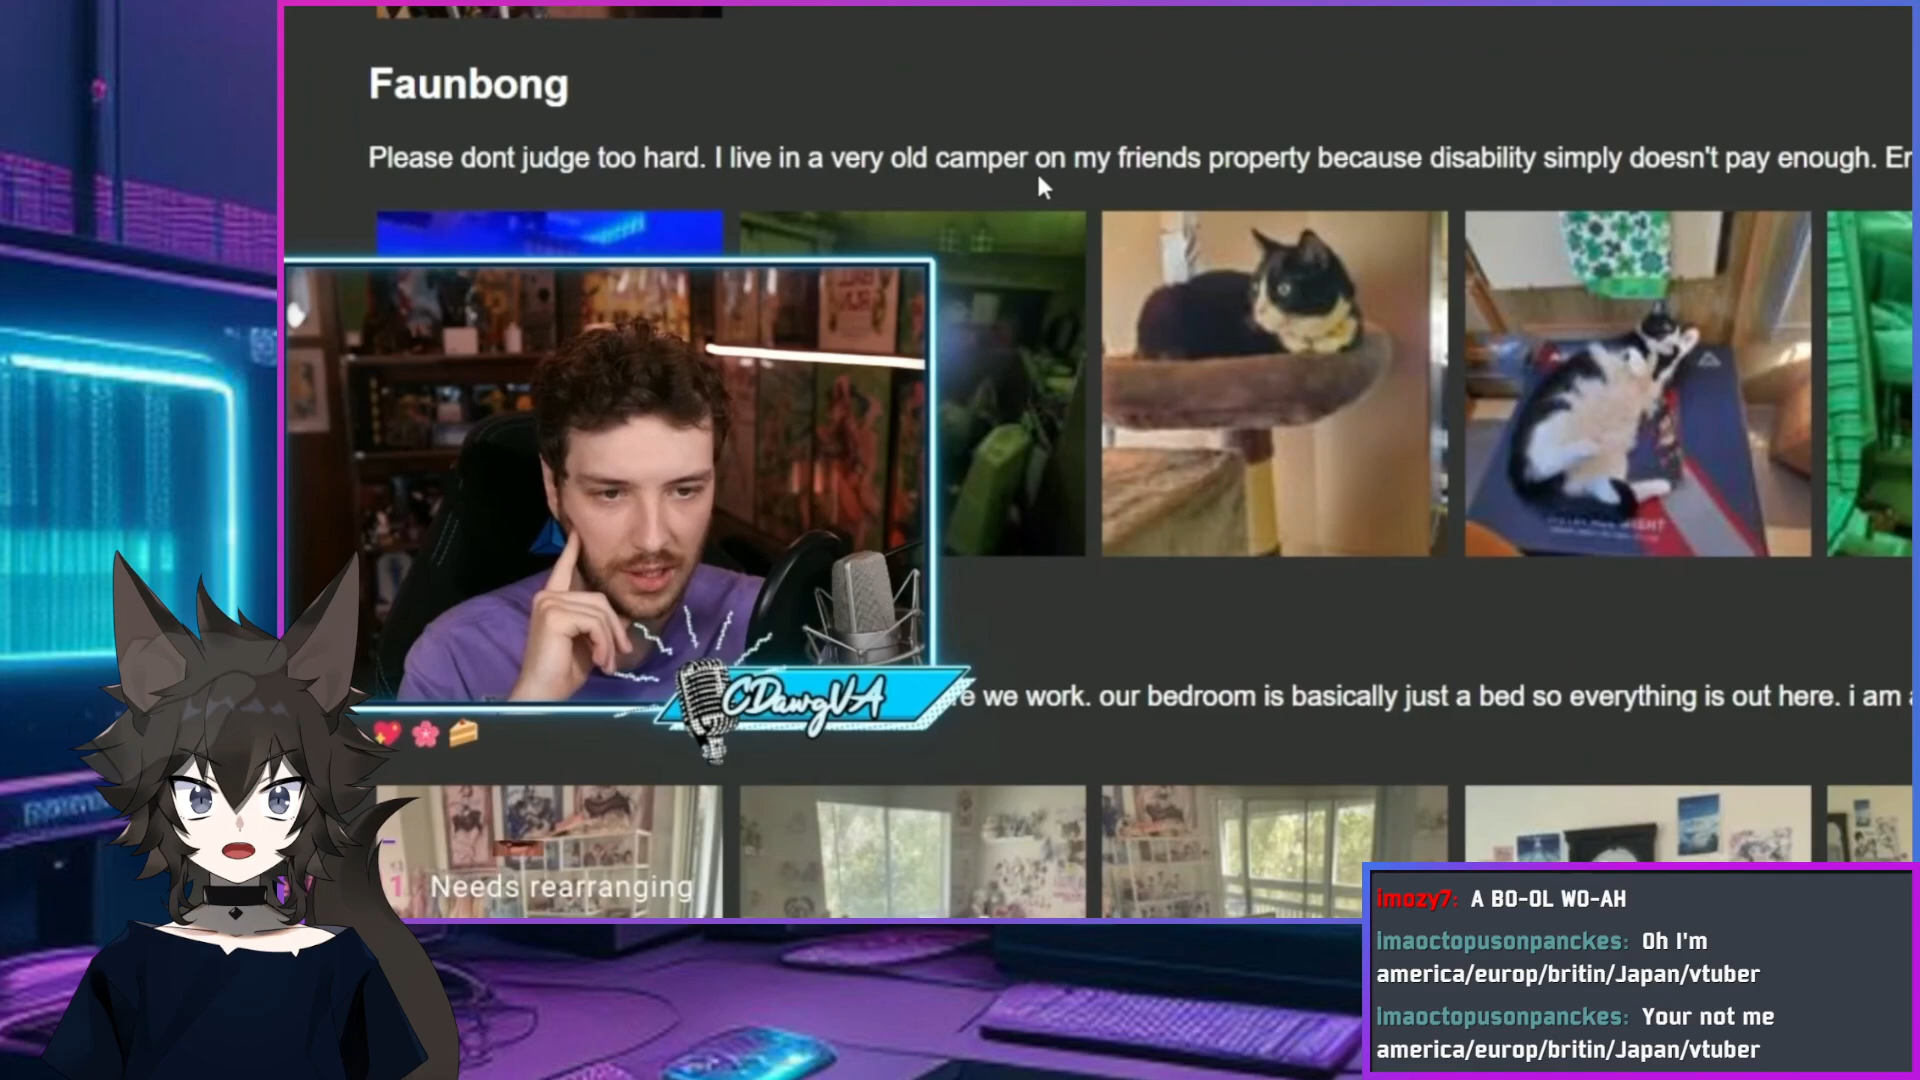 Faunbong
Please dont judge too hard. I live in a very old camper on my friends property because disability simply doesn't pay enough.
CDawgVA
we work. our bedroom is basically just a bed so everything is out here. i am
1 Needs rearranging
imozy7: A BO-OL WO-AH
imaoctopusonpanckes: Oh I'm
america/europ/britin/Japan/vtuber
imaoctopusonpanckes: Your not me
america/europ/britin/Japan/vtuber